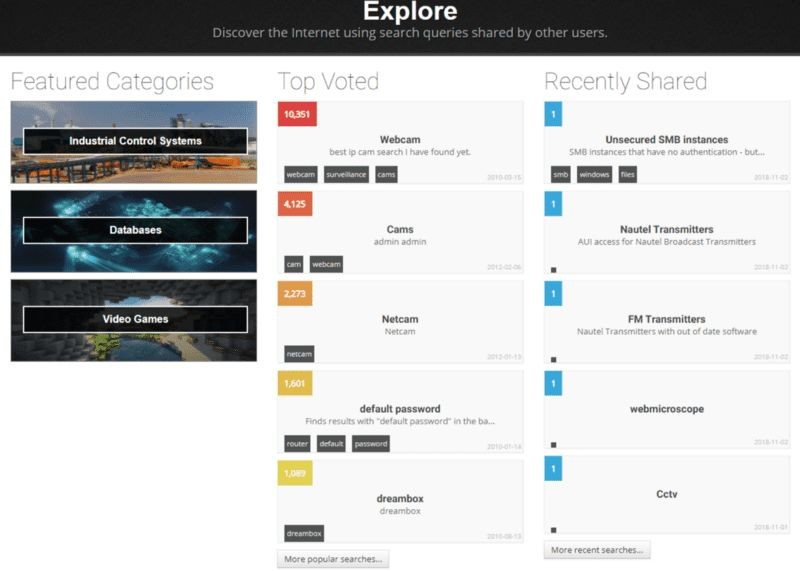 Explore
Discover the Internet using search queries shared by other users.
Featured Categories
Industrial Control Systems
Databases
Video Games
Top Voted
10,351
Webcam
best ip cam search I have found yet.
webcam surveillance cams
2010-03-15
4,125
Cams
admin admin
cam webcam
2012-02-06
2,273
Netcam
Netcam
netcam
2012-01-13
1,601
default password
Finds results with "default password" in the ba...
router default password
2010-01-14
1,089
dreambox
dreambox
dreambox
2010-08-13
More popular searches...
Recently Shared
1
Unsecured SMB instances
SMB instances that have no authentication - but...
smb windows files
2018-11-02
1
Nautel Transmitters
AUI access for Nautel Broadcast Transmitters
2018-11-02
1
FM Transmitters
Nautel Transmitters with out of date software
2018-11-02
1
webmicroscope
2018-11-02
1
Cctv
2018-11-01
More recent searches...